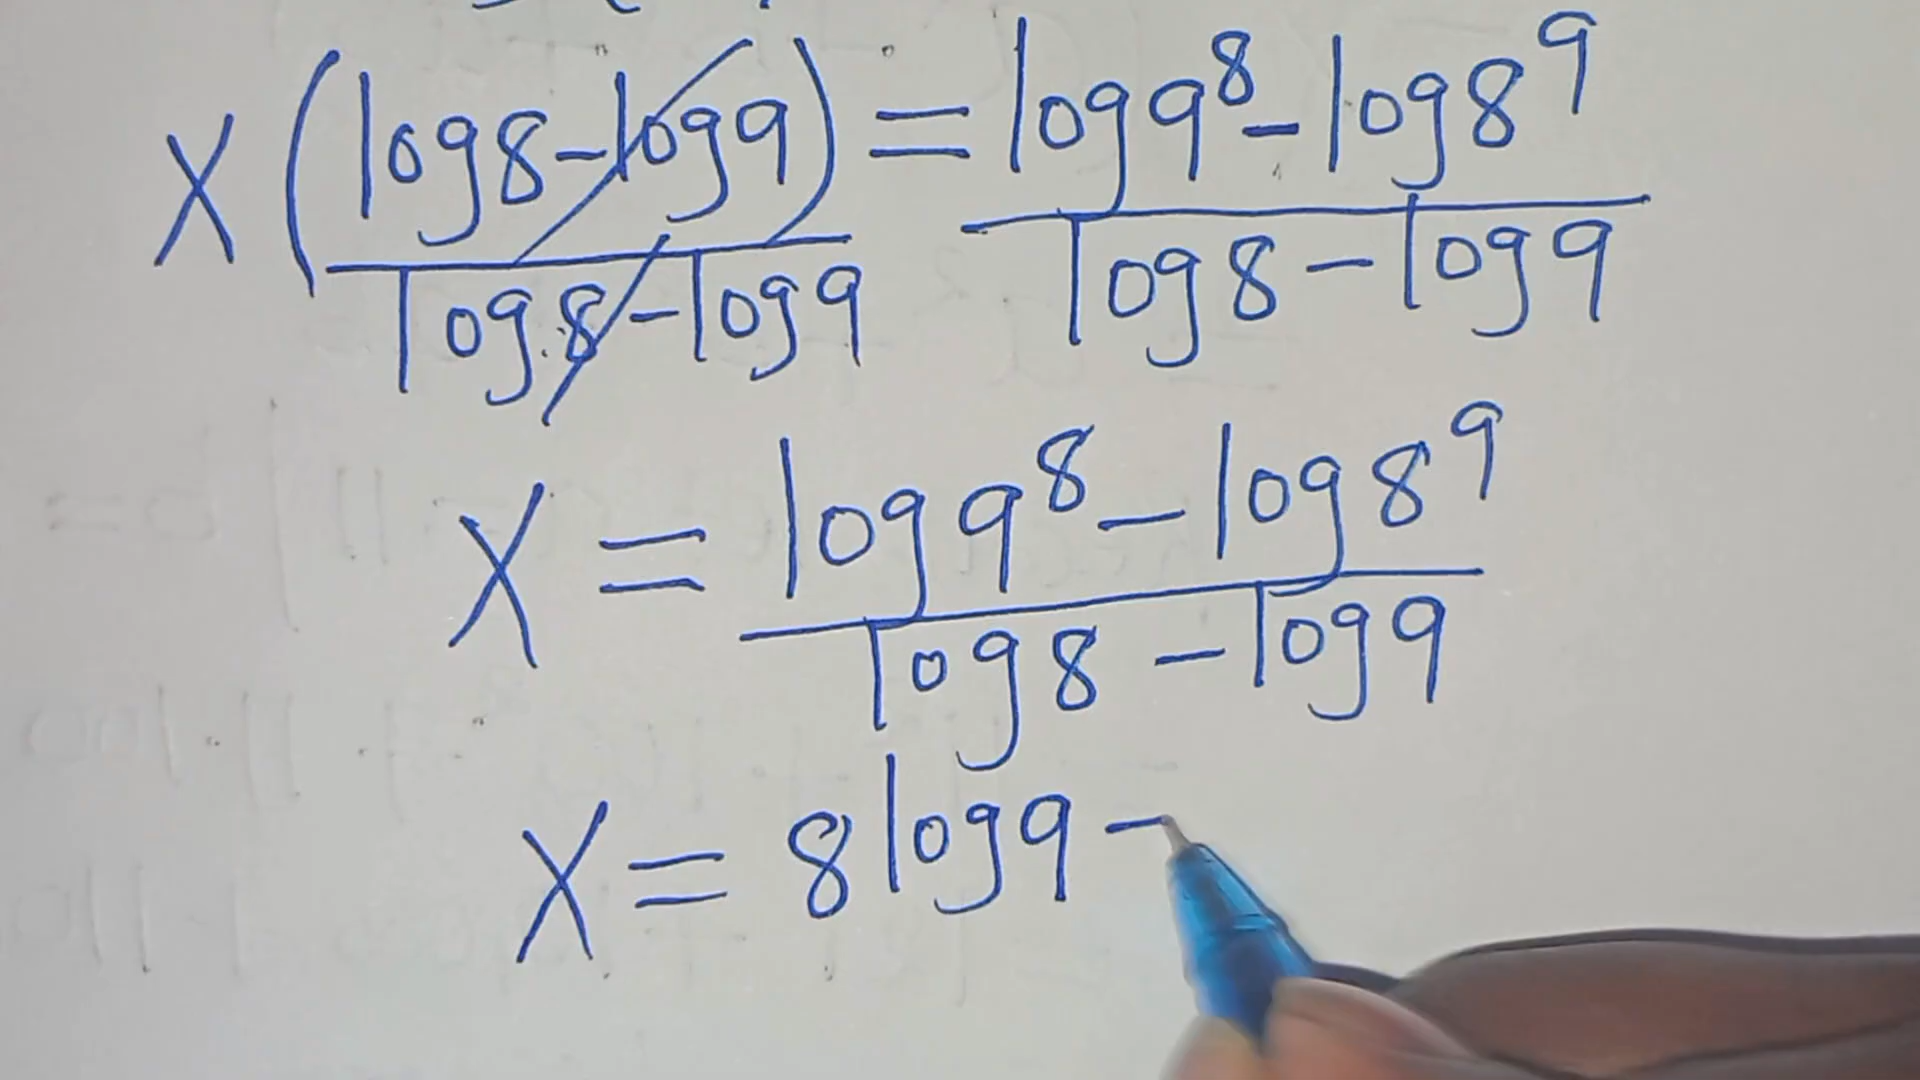 x(log8-log9) = log9⁸-log8⁹
log8-log9 log8-log9
x = log9⁸-log8⁹
log8-log9
x = 8log9-